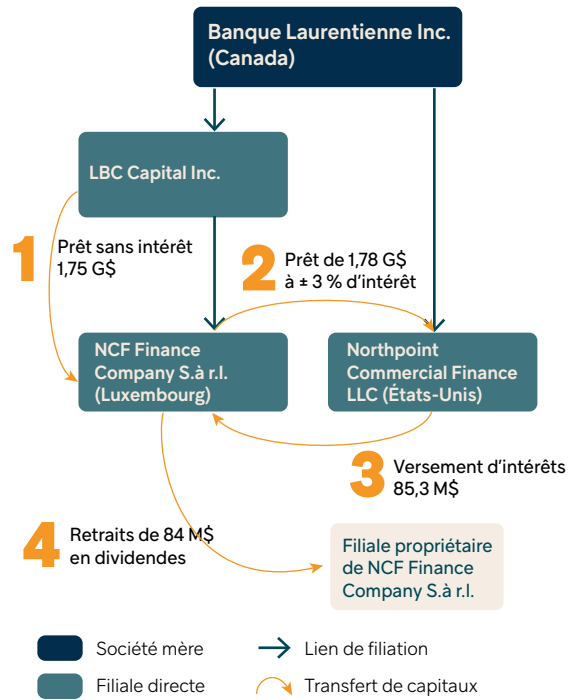 Banque Laurentienne Inc.
(Canada)
LBC Capital Inc.
1
Prêt sans intérêt
1,75 G$
2
Prêt de 1,78 G$
à ± 3 % d’intérêt
NCF Finance
Company S.à r.l.
(Luxembourg)
Northpoint
Commercial Finance
LLC (États-Unis)
3
Versement d’intérêts
85,3 M$
4
Retraits de 84 M$
en dividendes
Filiale propriétaire
de NCF Finance
Company S.à r.l.
Société mère
Lien de filiation
Filiale directe
Transfert de capitaux